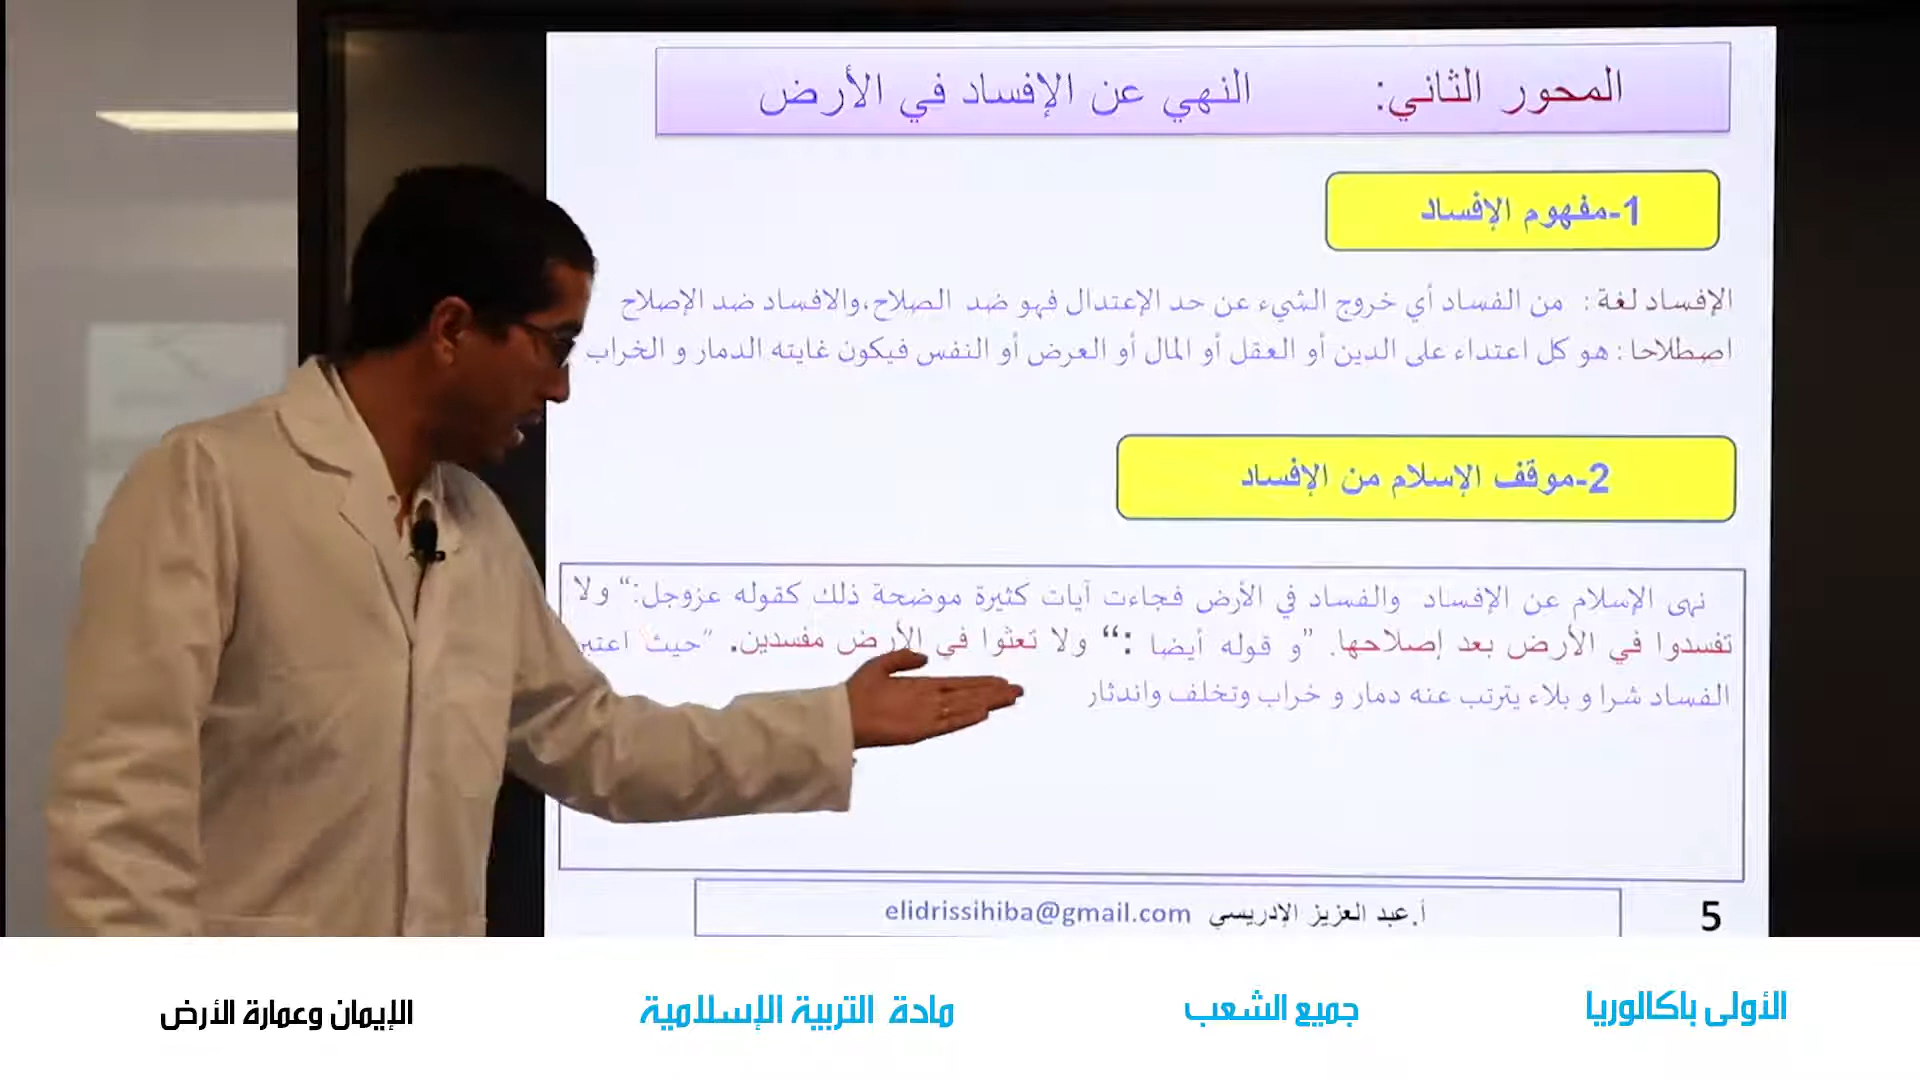 المحور الثاني: النهي عن الإفساد في الأرض
1-مفهوم الإفساد
الإفساد لغة : من الفساد أي خروج الشيء عن حد الإعتدال فهو ضد الصلاح،والافساد ضد الإصلاح
اصطلاحا : هو كل اعتداء على الدين أو العقل أو المال أو العرض أو النفس فيكون غايته الدمار و الخراب
2-موقف الإسلام من الإفساد
نهى الإسلام عن الإفساد والفساد في الأرض فجاءت آيات كثيرة موضحة ذلك كقوله عزوجل:“ ولا
تفسدوا في الأرض بعد إصلاحها. ”و قوله أيضا :“ ولا تعثوا في الأرض مفسدين. ”حيث اعتبر
الفساد شرا و بلاء يترتب عنه دمار و خراب وتخلف واندثار
أ.عبد العزيز الإدريسي elidrissihiba@gmail.com
5
الأولى باكالوريا
جميع الشعب
مادة التربية الإسلامية
الإيمان وعمارة الأرض